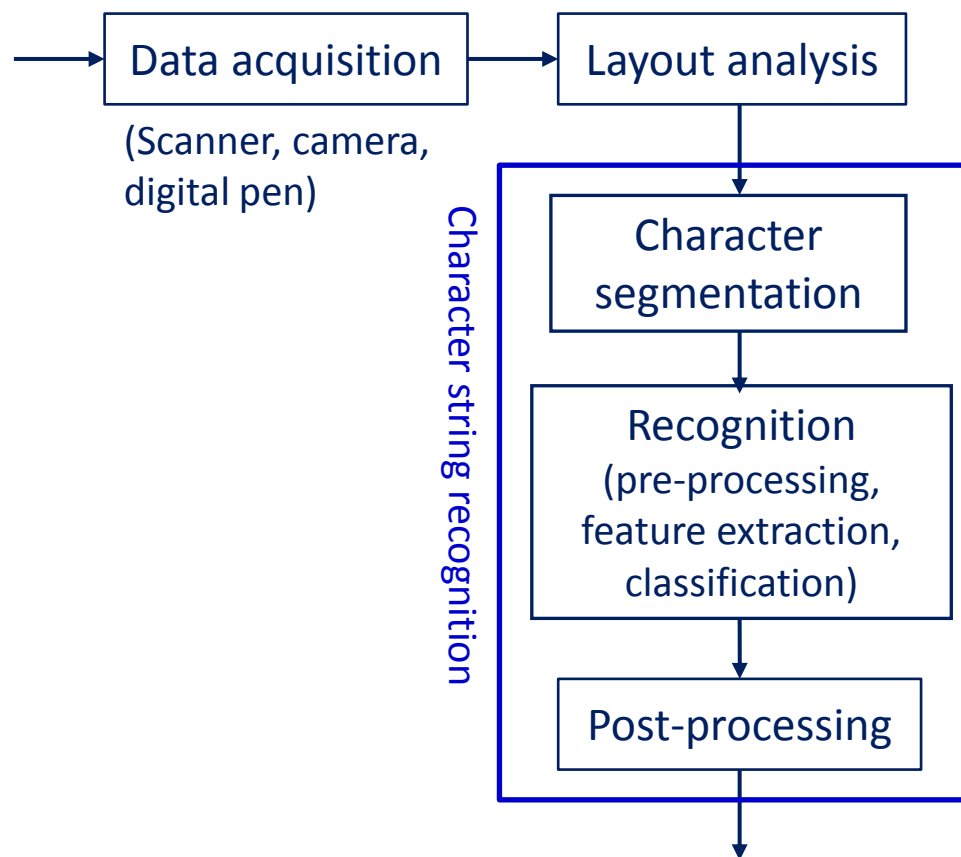 Data acquisition
(Scanner, camera,
digital pen)
Layout analysis
Character string recognition
Character
segmentation
Recognition
(pre-processing,
feature extraction,
classification)
Post-processing